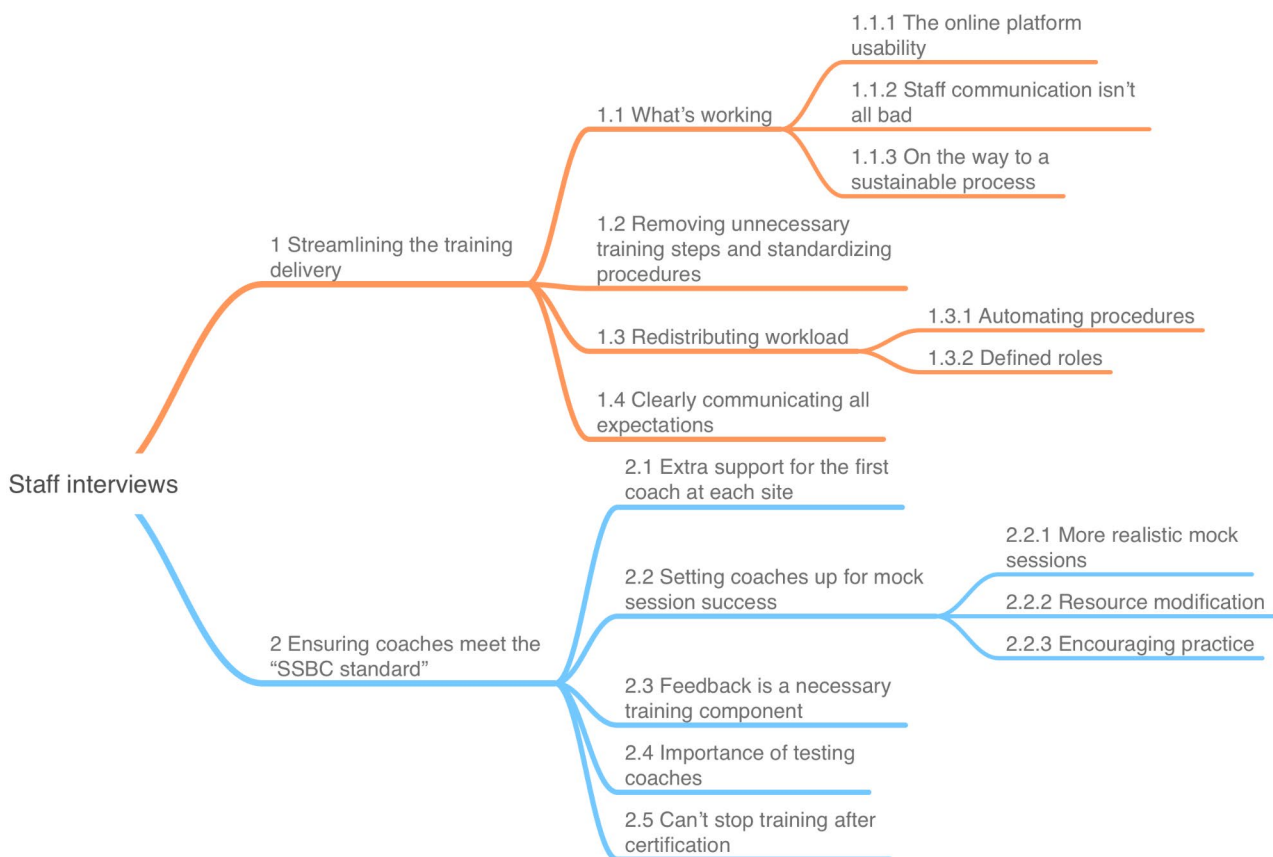 Staff interviews
1 Streamlining the training
delivery
1.1 What’s working
1.1.1 The online platform
usability
1.1.2 Staff communication isn’t
all bad
1.1.3 On the way to a
sustainable process
1.2 Removing unnecessary
training steps and standardizing
procedures
1.3 Redistributing workload
1.3.1 Automating procedures
1.3.2 Defined roles
1.4 Clearly communicating all
expectations
2 Ensuring coaches meet the
“SSBC standard”
2.1 Extra support for the first
coach at each site
2.2 Setting coaches up for mock
session success
2.2.1 More realistic mock
sessions
2.2.2 Resource modification
2.2.3 Encouraging practice
2.3 Feedback is a necessary
training component
2.4 Importance of testing
coaches
2.5 Can’t stop training after
certification